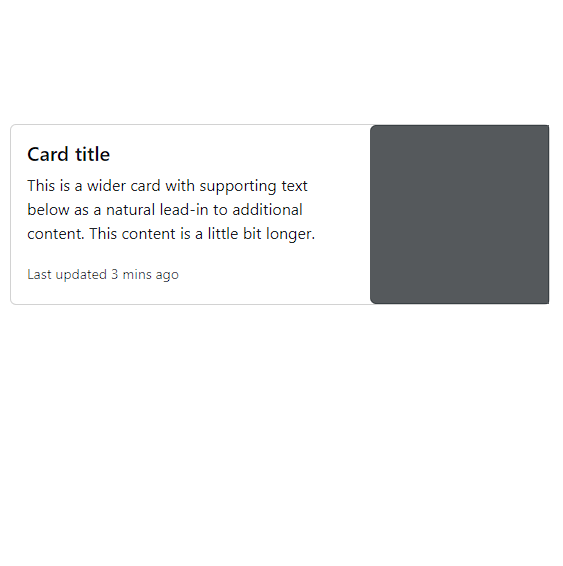 Card title
This is a wider card with supporting text
below as a natural lead-in to additional
content. This content is a little bit longer.
Last updated 3 mins ago